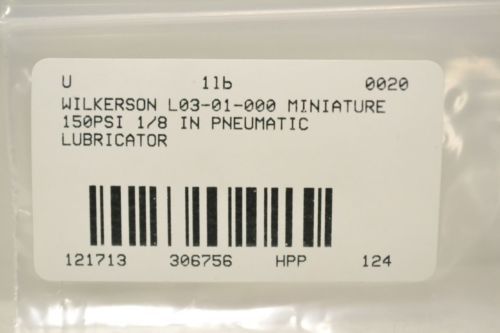 U 1lb 0020
WILKERSON L03-01-000 MINIATURE
150PSI 1/8 IN PNEUMATIC
LUBRICATOR
121713 306756 HPP 124